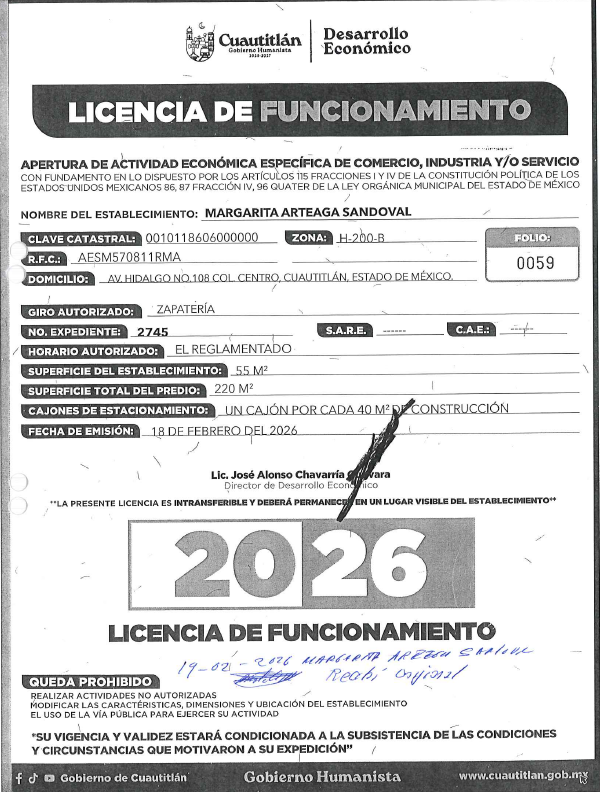 Cuautitlán
Gobierno Humanista
2025-2027
Desarrollo
Económico
LICENCIA DE FUNCIONAMIENTO
APERTURA DE ACTIVIDAD ECONÓMICA ESPECÍFICA DE COMERCIO, INDUSTRIA Y/O SERVICIO
CON FUNDAMENTO EN LO DISPUESTO POR LOS ARTÍCULOS 115 FRACCIONES I Y IV DE LA CONSTITUCIÓN POLÍTICA DE LOS
ESTADOS UNIDOS MEXICANOS 86, 87 FRACCIÓN IV, 96 QUATER DE LA LEY ORGÁNICA MUNICIPAL DEL ESTADO DE MÉXICO
NOMBRE DEL ESTABLECIMIENTO: MARGARITA ARTEAGA SANDOVAL
CLAVE CATASTRAL: 0010118606000000 ZONA: H-200-B
FOLIO:
0059
R.F.C.: AESM570811RMA
DOMICILIO: AV. HIDALGO NO.108 COL. CENTRO, CUAUTITLÁN, ESTADO DE MÉXICO.
GIRO AUTORIZADO: ZAPATERÍA
NO. EXPEDIENTE: 2745 S.A.R.E.: ------ C.A.E.: ------
HORARIO AUTORIZADO: EL REGLAMENTADO
SUPERFICIE DEL ESTABLECIMIENTO: 55 M²
SUPERFICIE TOTAL DEL PREDIO: 220 M²
CAJONES DE ESTACIONAMIENTO: UN CAJÓN POR CADA 40 M² DE CONSTRUCCIÓN
FECHA DE EMISIÓN: 18 DE FEBRERO DEL 2026
Lic. José Alonso Chavarría Guevara
Director de Desarrollo Económico
**LA PRESENTE LICENCIA ES INTRANSFERIBLE Y DEBERÁ PERMANECER EN UN LUGAR VISIBLE DEL ESTABLECIMIENTO**
2026
LICENCIA DE FUNCIONAMIENTO
19-02-2026 MARGARITA
Recibí original
QUEDA PROHIBIDO
REALIZAR ACTIVIDADES NO AUTORIZADAS
MODIFICAR LAS CARACTERÍSTICAS, DIMENSIONES Y UBICACIÓN DEL ESTABLECIMIENTO
EL USO DE LA VÍA PÚBLICA PARA EJERCER SU ACTIVIDAD
"SU VIGENCIA Y VALIDEZ ESTARÁ CONDICIONADA A LA SUBSISTENCIA DE LAS CONDICIONES
Y CIRCUNSTANCIAS QUE MOTIVARON A SU EXPEDICIÓN"
Gobierno de Cuautitlán Gobierno Humanista www.cuautitlan.gob.mx